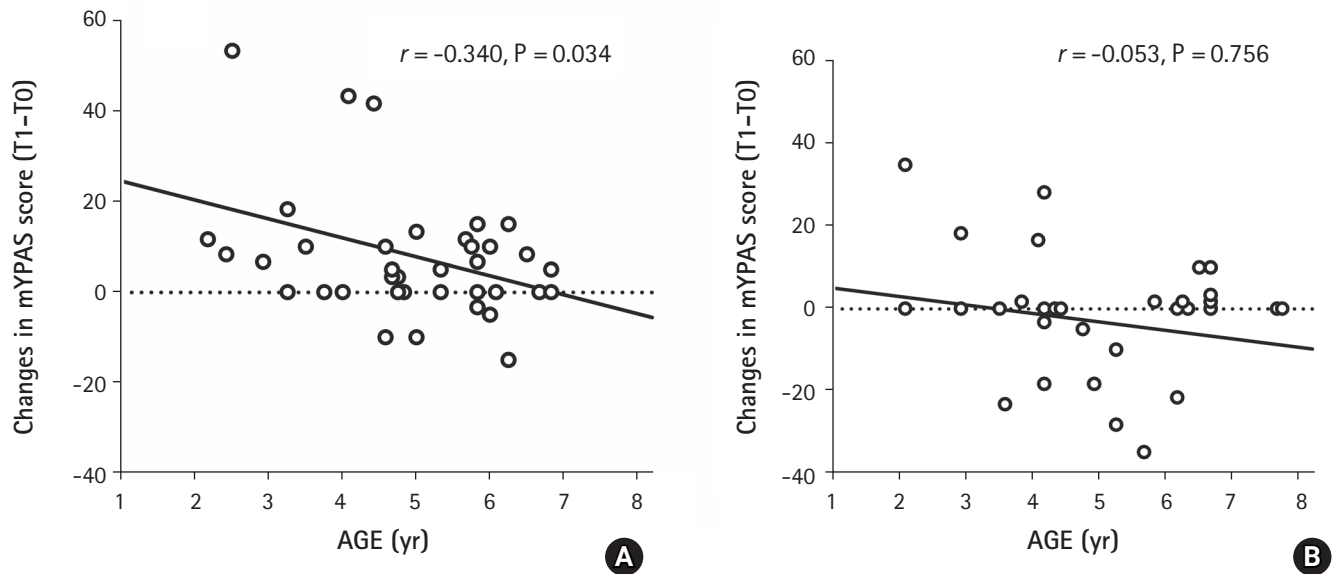 r = -0.340, P = 0.034
Changes in mYPAS score (T1-T0)
60
40
20
0
-20
-40
1 2 3 4 5 6 7 8
AGE (yr)
A
r = -0.053, P = 0.756
Changes in mYPAS score (T1-T0)
60
40
20
0
-20
-40
1 2 3 4 5 6 7 8
AGE (yr)
B